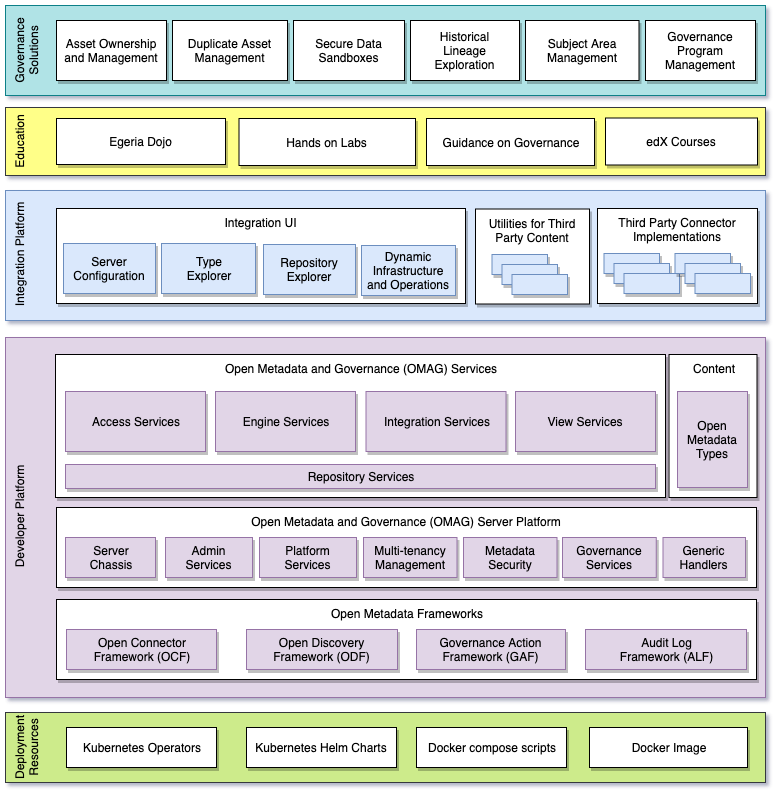 Governance
Solutions
Asset Ownership
and Management
Duplicate Asset
Management
Secure Data
Sandboxes
Historical
Lineage
Exploration
Subject Area
Management
Governance
Program
Management
Education
Egeria Dojo
Hands on Labs
Guidance on Governance
edX Courses
Integration Platform
Integration UI
Server
Configuration
Type
Explorer
Repository
Explorer
Dynamic
Infrastructure
and Operations
Utilities for Third
Party Content
Third Party Connector
Implementations
Developer Platform
Open Metadata and Governance (OMAG) Services
Access Services
Engine Services
Integration Services
View Services
Repository Services
Content
Open
Metadata
Types
Open Metadata and Governance (OMAG) Server Platform
Server
Chassis
Admin
Services
Platform
Services
Multi-tenancy
Management
Metadata
Security
Governance
Services
Generic
Handlers
Open Metadata Frameworks
Open Connector
Framework (OCF)
Open Discovery
Framework (ODF)
Governance Action
Framework (GAF)
Audit Log
Framework (ALF)
Deployment
Resources
Kubernetes Operators
Kubernetes Helm Charts
Docker compose scripts
Docker Image